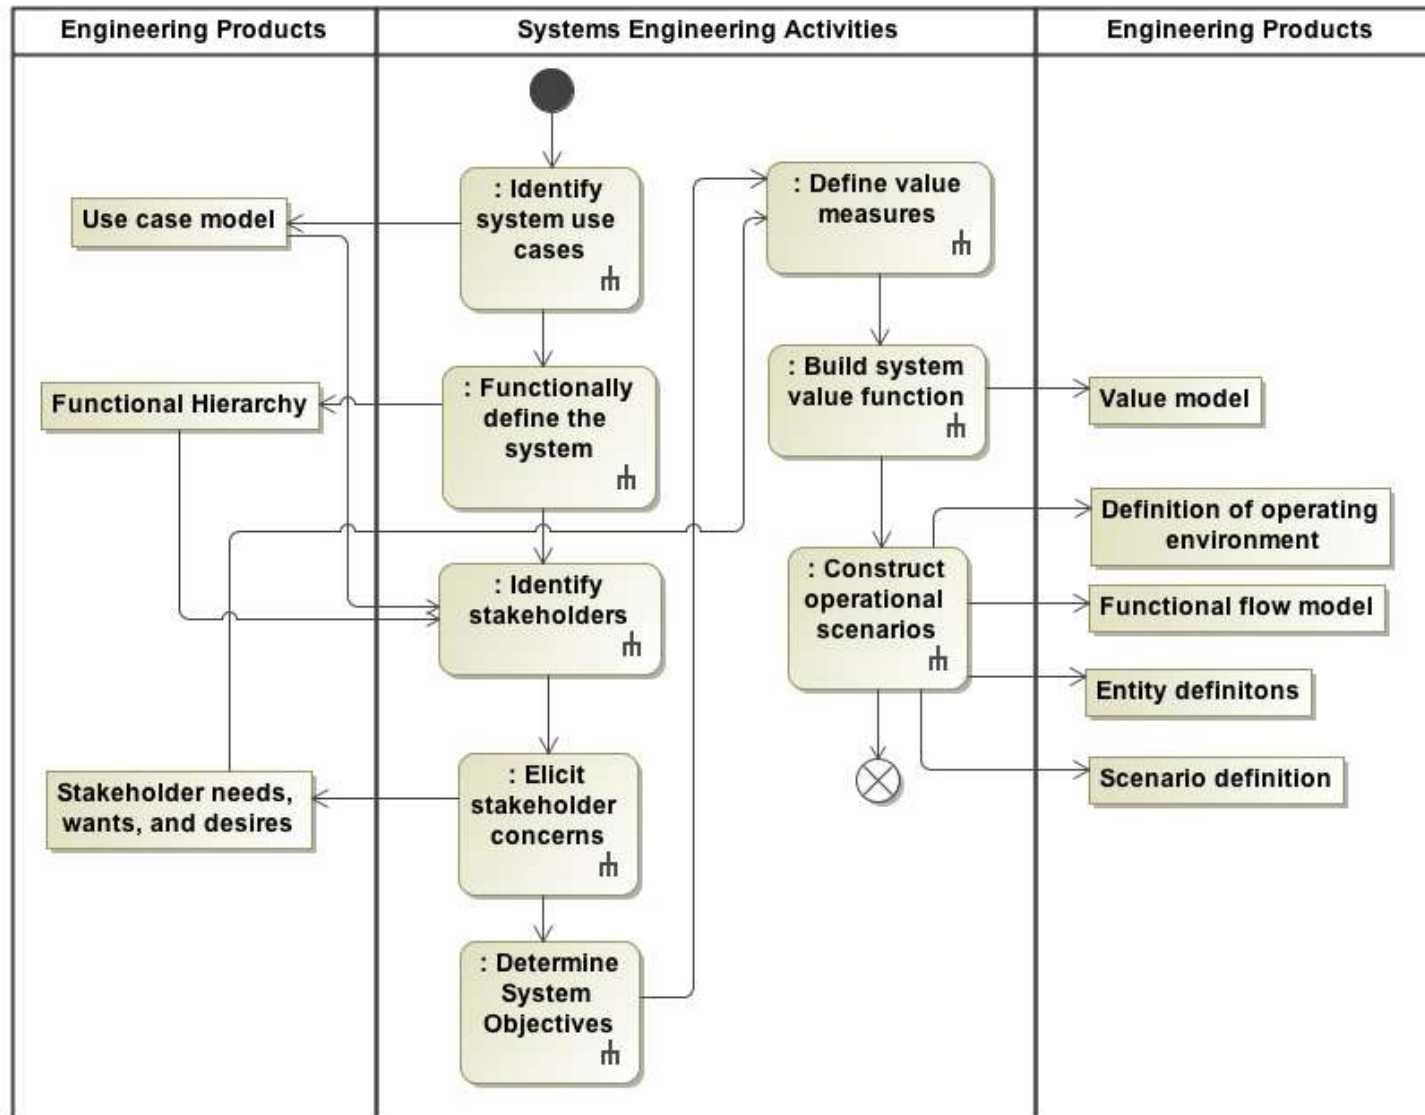 Engineering Products
Systems Engineering Activities
Engineering Products
: Identify
system use
cases
: Define value
measures
Use case model
: Functionally
define the
system
: Build system
value function
Functional Hierarchy
Value model
Definition of operating
environment
: Identify
stakeholders
: Construct
operational
scenarios
Functional flow model
Entity definitons
Stakeholder needs,
wants, and desires
: Elicit
stakeholder
concerns
Scenario definition
: Determine
System
Objectives